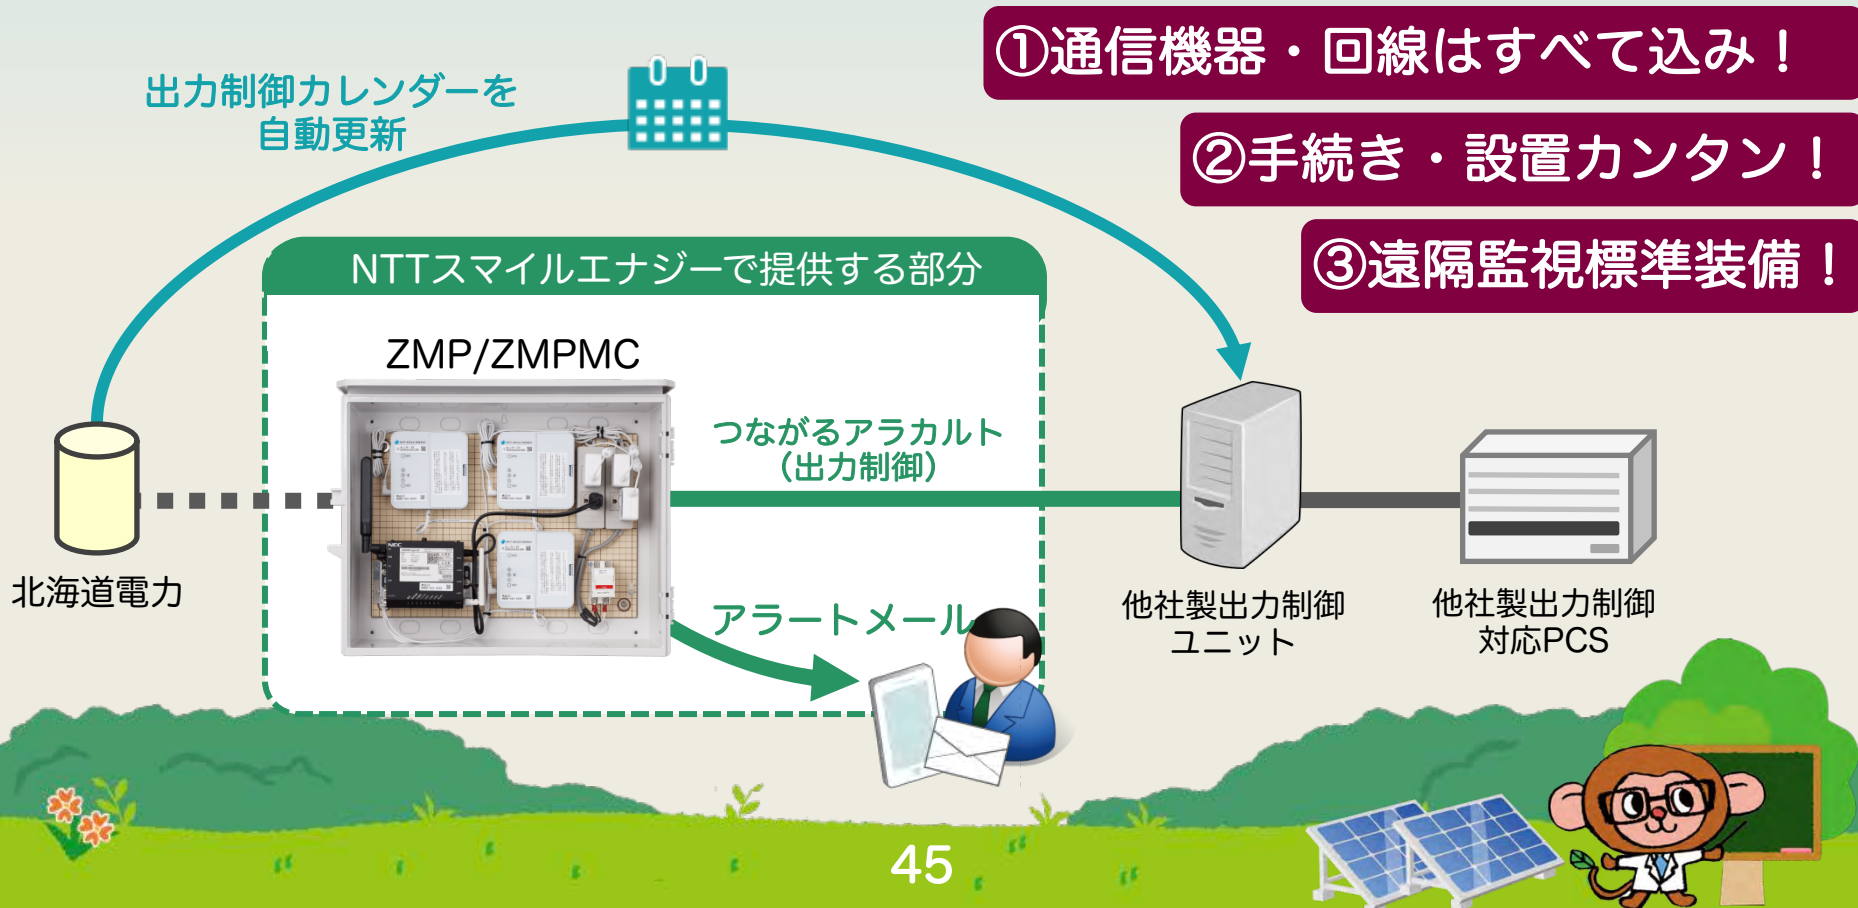 ①通信機器・回線はすべて込み！
②手続き・設置カンタン！
③遠隔監視標準装備！
出力制御カレンダーを
自動更新
NTTスマイルエナジーで提供する部分
ZMP/ZMPMC
つながるアラカルト
（出力制御）
アラートメール
北海道電力
他社製出力制御
ユニット
他社製出力制御
対応PCS
NEC
45